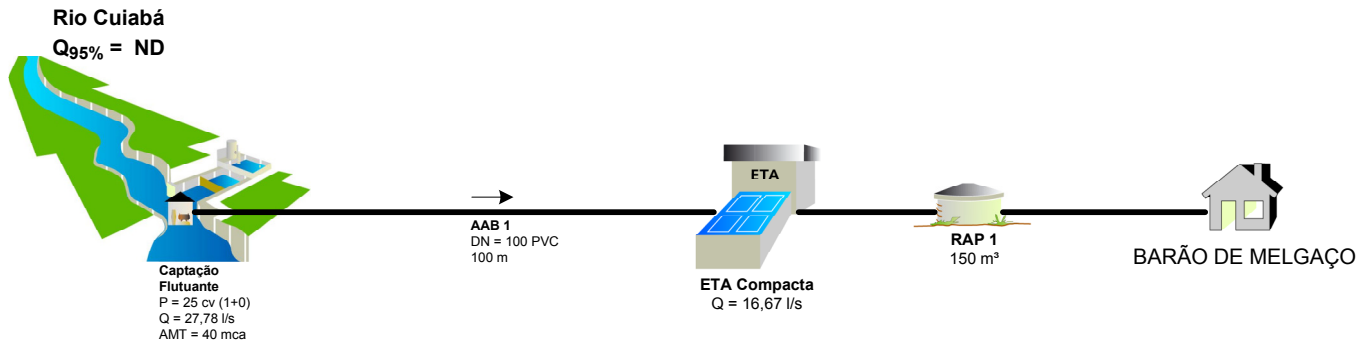 Rio Cuiabá
Q95% = ND
Captação
Flutuante
P = 25 cv (1+0)
Q = 27,78 l/s
AMT = 40 mca
AAB 1
DN = 100 PVC
100 m
ETA
ETA Compacta
Q = 16,67 l/s
RAP 1
150 m³
BARÃO DE MELGAÇO